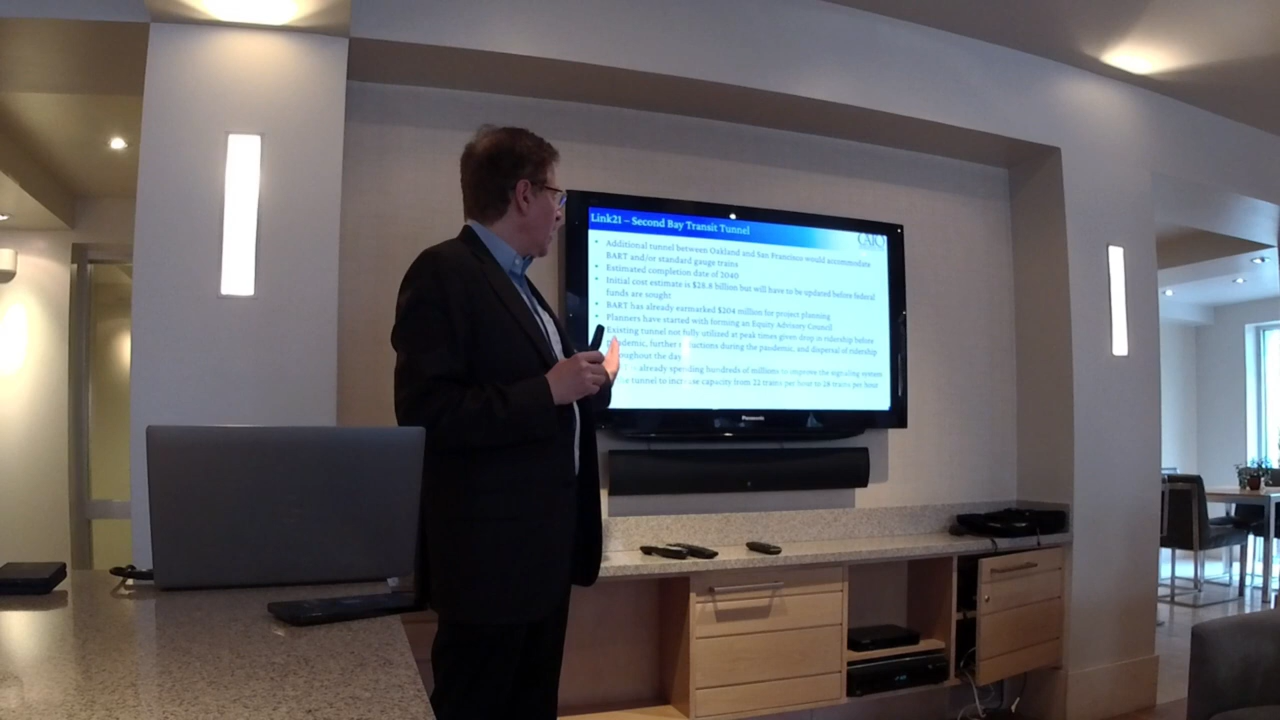 Link21 – Second Bay Transit Tunnel
CATO
• Additional tunnel between Oakland and San Francisco would accommodate
BART and/or standard gauge trains
• Estimated completion date of 2040
• Initial cost estimate is $28.8 billion but will have to be updated before federal
funds are sought
• BART has already earmarked $204 million for project planning
• Planners have started with forming an Equity Advisory Council
Existing tunnel not fully utilized at peak times given drop in ridership before
further reductions during the pandemic, and dispersal of ridership
throughout the day
is already spending hundreds of millions to improve the signaling system
tunnel to increase capacity from 22 trains per hour to 28 trains per hour
Panasonic